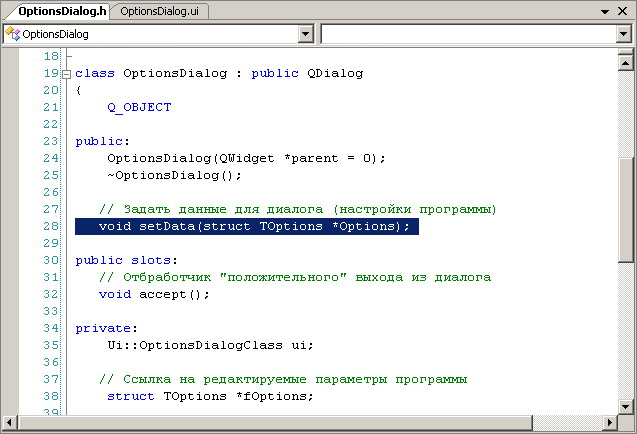 OptionsDialog.h OptionsDialog.ui
OptionsDialog
18
19 class OptionsDialog : public QDialog
20 {
21 Q_OBJECT
22
23 public:
24 OptionsDialog(QWidget *parent = 0);
25 ~OptionsDialog();
26
27 // Задать данные для диалога (настройки программы)
28 void setData(struct TOptions *Options);
29
30 public slots:
31 // Отбработчик "положительного" выхода из диалога
32 void accept();
33
34 private:
35 Ui::OptionsDialogClass ui;
36
37 // Ссылка на редактируемые параметры программы
38 struct TOptions *fOptions;
39